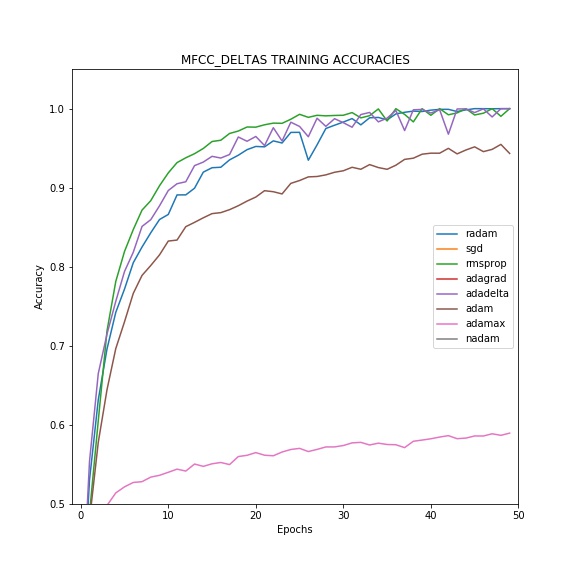 MFCC_DELTAS TRAINING ACCURACIES
1.0
0.9
0.8
0.7
0.6
0.5
Accuracy
radam
sgd
rmsprop
adagrad
adadelta
adam
adamax
nadam
0 10 20 30 40 50
Epochs